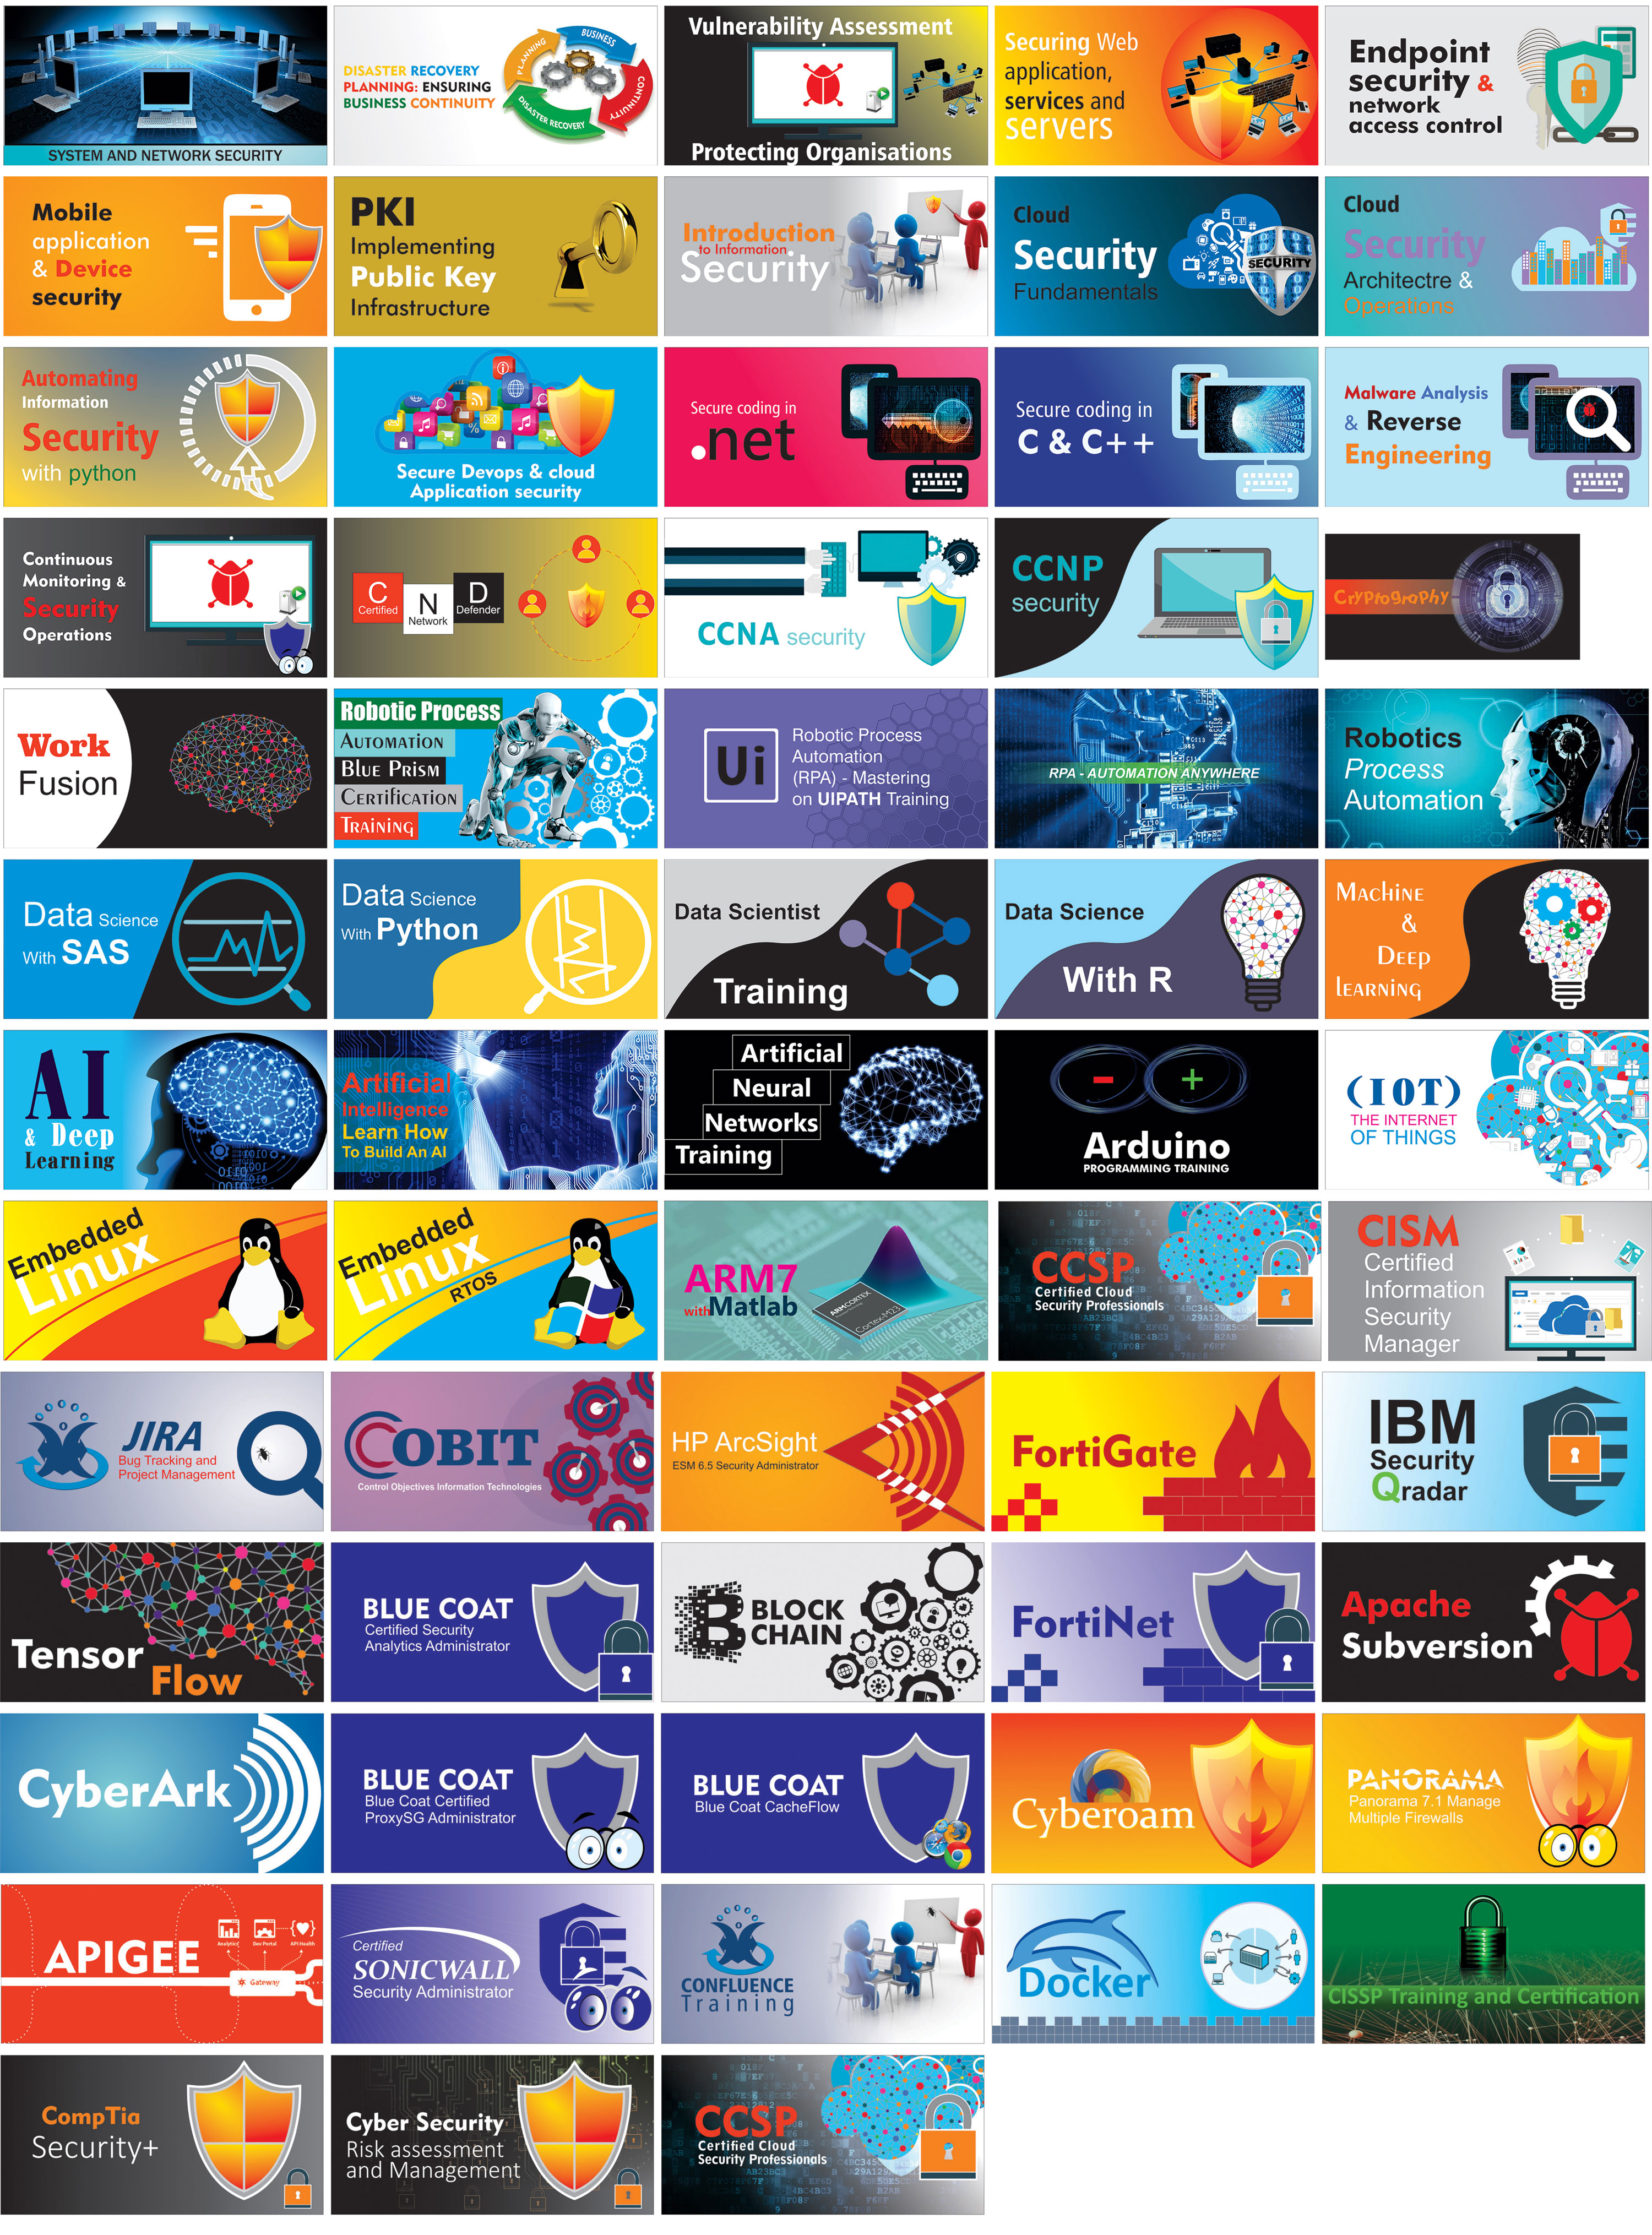 SYSTEM AND NETWORK SECURITY
DISASTER RECOVERY
PLANNING: ENSURING
BUSINESS CONTINUITY
PLANNING
BUSINESS
CONTINUITY
DISASTER RECOVERY
Vulnerability Assessment
Protecting Organisations
Securing Web
application,
services and
servers
Endpoint
security &
network
access control
Mobile
application
& Device
security
PKI
Implementing
Public Key
Infrastructure
Introduction
to Information
Security
Cloud
Security
Fundamentals
SECURITY
Cloud
Security
Architectre &
Operations
Automating
Information
Security
with python
Secure Devops & cloud
Application security
Secure coding in
.net
Secure coding in
C & C++
Malware Analysis
& Reverse
Engineering
Continuous
Monitoring &
Security
Operations
C
Certified
N
Network
D
Defender
CCNA security
CCNP
security
Cryptography
Work
Fusion
Robotic Process
Automation
Blue Prism
Certification
Training
Ui
Robotic Process
Automation
(RPA) - Mastering
on UIPATH Training
RPA - AUTOMATION ANYWHERE
Robotics
Process
Automation
Data Science
With SAS
Data Science
With Python
Data Scientist
Training
Data Science
With R
Machine
&
Deep
learning
AI
& Deep
Learning
Artificial
Intelligence
Learn How
To Build An AI
Artificial
Neural
Networks
Training
- +
Arduino
PROGRAMMING TRAINING
(IOT)
THE INTERNET
OF THINGS
Embedded
Linux
Embedded
Linux
RTOS
ARM7
with Matlab
ARMCORTEX
Cortex-M23
CCSP
Certified Cloud
Security Professionals
CISM
Certified
Information
Security
Manager
JIRA
Bug Tracking and
Project Management
COBIT
Control Objectives Information Technologies
HP ArcSight
ESM 6.5 Security Administrator
FortiGate
IBM
Security
Qradar
Tensor
Flow
BLUE COAT
Certified Security
Analytics Administrator
BLOCK
CHAIN
FortiNet
Apache
Subversion
CyberArk
BLUE COAT
Blue Coat Certified
ProxySG Administrator
BLUE COAT
Blue Coat CacheFlow
Cyberoam
PANORAMA
Panorama 7.1 Manage
Multiple Firewalls
APIGEE
Analytics
Dev Portal
API Health
Gateway
Certified
SONICWALL
Security Administrator
CONFLUENCE
Training
Docker
CISSP Training and Certification
CompTia
Security+
Cyber Security
Risk assessment
and Management
CCSP
Certified Cloud
Security Professionals